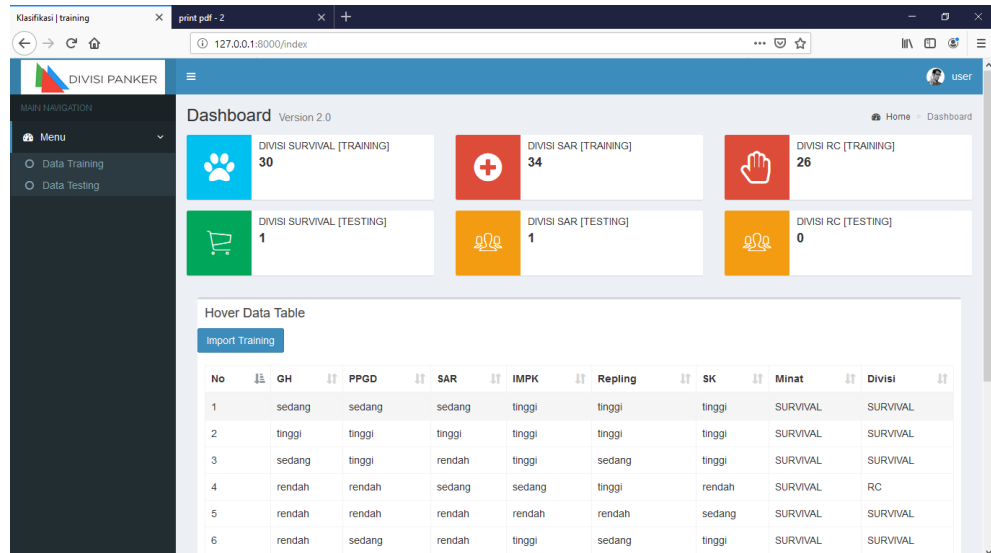 Klasifikasi | training
print pdf - 2
127.0.0.1:8000/index
DIVISI PANKER
user
MAIN NAVIGATION
Menu
Data Training
Data Testing
Dashboard Version 2.0
Home > Dashboard
DIVISI SURVIVAL [TRAINING]
30
DIVISI SAR [TRAINING]
34
DIVISI RC [TRAINING]
26
DIVISI SURVIVAL [TESTING]
1
DIVISI SAR [TESTING]
1
DIVISI RC [TESTING]
0
Hover Data Table
Import Training
No GH PPGD SAR IMPK Repling SK Minat Divisi
1 sedang sedang sedang tinggi tinggi tinggi SURVIVAL SURVIVAL
2 tinggi tinggi tinggi tinggi tinggi tinggi SURVIVAL SURVIVAL
3 sedang tinggi rendah tinggi sedang tinggi SURVIVAL SURVIVAL
4 rendah rendah sedang sedang tinggi rendah SURVIVAL RC
5 rendah rendah rendah rendah rendah sedang SURVIVAL SURVIVAL
6 rendah sedang rendah tinggi sedang tinggi SURVIVAL SURVIVAL